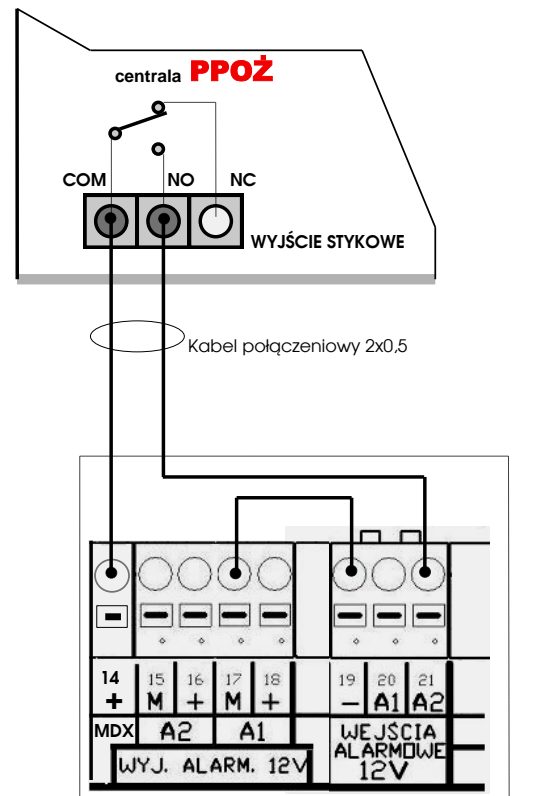 centrala PPOŻ
COM NO NC
WYJŚCIE STYKOWE
Kabel połączeniowy 2x0,5
14 15 16 17 18 19 20 21
+ M + M + – A1 A2
MDX A2 A1 WEJŚCIA
ALARMOWE
12V
WYJ. ALARM. 12V